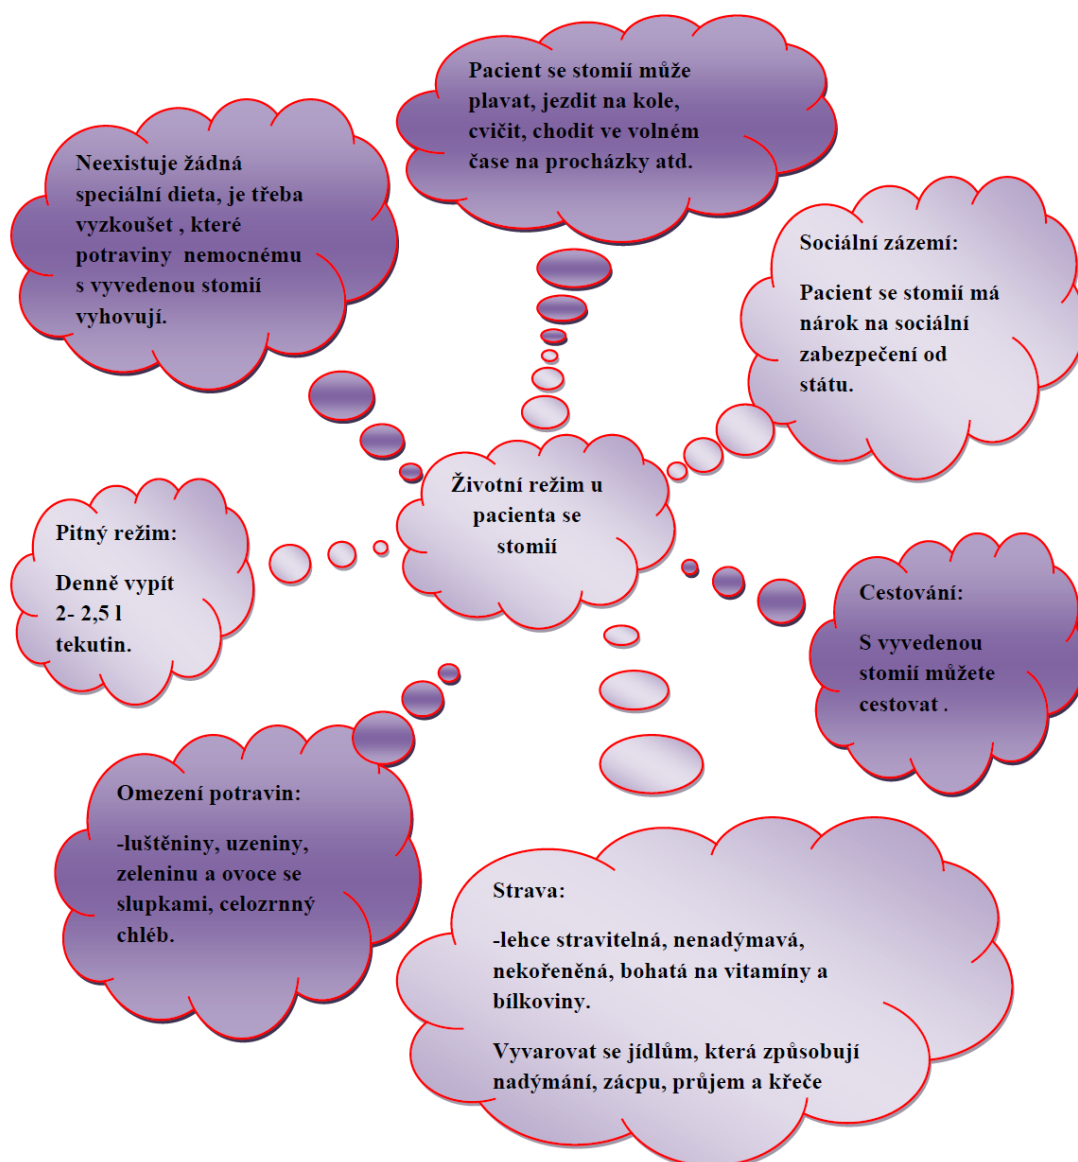 Pacient se stomií může
plavat, jezdit na kole,
cvičit, chodit ve volném
čase na procházky atd.
Neexistuje žádná
speciální dieta, je třeba
vyzkoušet , které
potraviny nemocnému
s vyvedenou stomií
vyhovují.
Sociální zázemí:
Pacient se stomií má
nárok na sociální
zabezpečení od
státu.
Životní režim u
pacienta se
stomií
Pitný režim:
Denně vypít
2- 2,5 l
tekutin.
Cestování:
S vyvedenou
stomií můžete
cestovat .
Omezení potravin:
-luštěniny, uzeniny,
zeleninu a ovoce se
slupkami, celozrnný
chléb.
Strava:
-lehce stravitelná, nenadýmavá,
nekořeněná, bohatá na vitamíny a
bílkoviny.
Vyvarovat se jídlům, která způsobují
nadýmání, zácpu, průjem a křeče